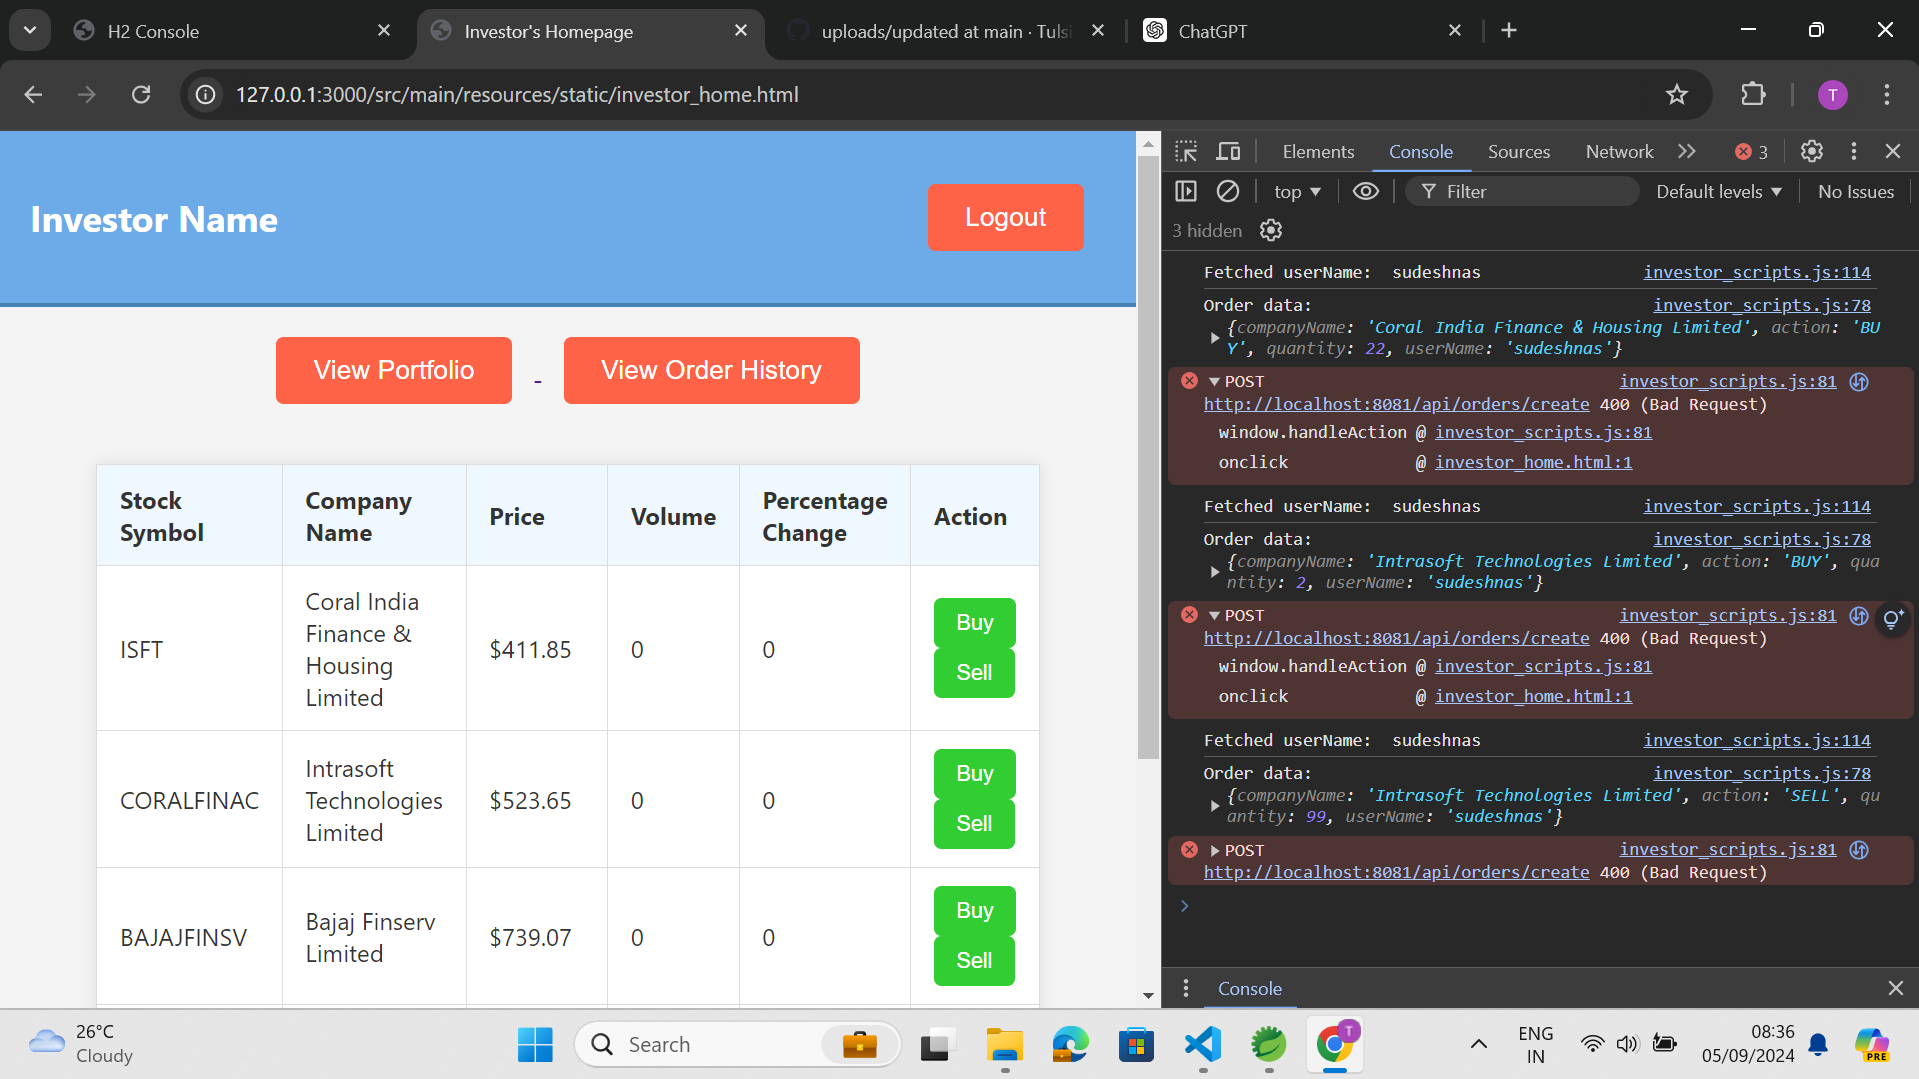 H2 Console
Investor's Homepage
uploads/updated at main · Tulsi
ChatGPT
127.0.0.1:3000/src/main/resources/static/investor_home.html
T
Investor Name
Logout
View Portfolio
-
View Order History
Stock Symbol
Company Name
Price
Volume
Percentage Change
Action
ISFT
Coral India
Finance &
Housing
Limited
$411.85
0
0
Buy
Sell
CORALFINAC
Intrasoft
Technologies
Limited
$523.65
0
0
Buy
Sell
BAJAJFINSV
Bajaj Finserv
Limited
$739.07
0
0
Buy
Sell
Elements
Console
Sources
Network
3
top
Filter
Default levels
No Issues
3 hidden
Fetched userName:  sudeshnas investor_scripts.js:114
Order data: investor_scripts.js:78
{companyName: 'Coral India Finance & Housing Limited', action: 'BU
Y', quantity: 22, userName: 'sudeshnas'}
POST investor_scripts.js:81
http://localhost:8081/api/orders/create 400 (Bad Request)
window.handleAction @ investor_scripts.js:81
onclick @ investor_home.html:1
Fetched userName:  sudeshnas investor_scripts.js:114
Order data: investor_scripts.js:78
{companyName: 'Intrasoft Technologies Limited', action: 'BUY', qua
ntity: 2, userName: 'sudeshnas'}
POST investor_scripts.js:81
http://localhost:8081/api/orders/create 400 (Bad Request)
window.handleAction @ investor_scripts.js:81
onclick @ investor_home.html:1
Fetched userName:  sudeshnas investor_scripts.js:114
Order data: investor_scripts.js:78
{companyName: 'Intrasoft Technologies Limited', action: 'SELL', qu
antity: 99, userName: 'sudeshnas'}
POST investor_scripts.js:81
http://localhost:8081/api/orders/create 400 (Bad Request)
Console
26°C
Cloudy
Search
T
ENG
IN
08:36
05/09/2024
PRE